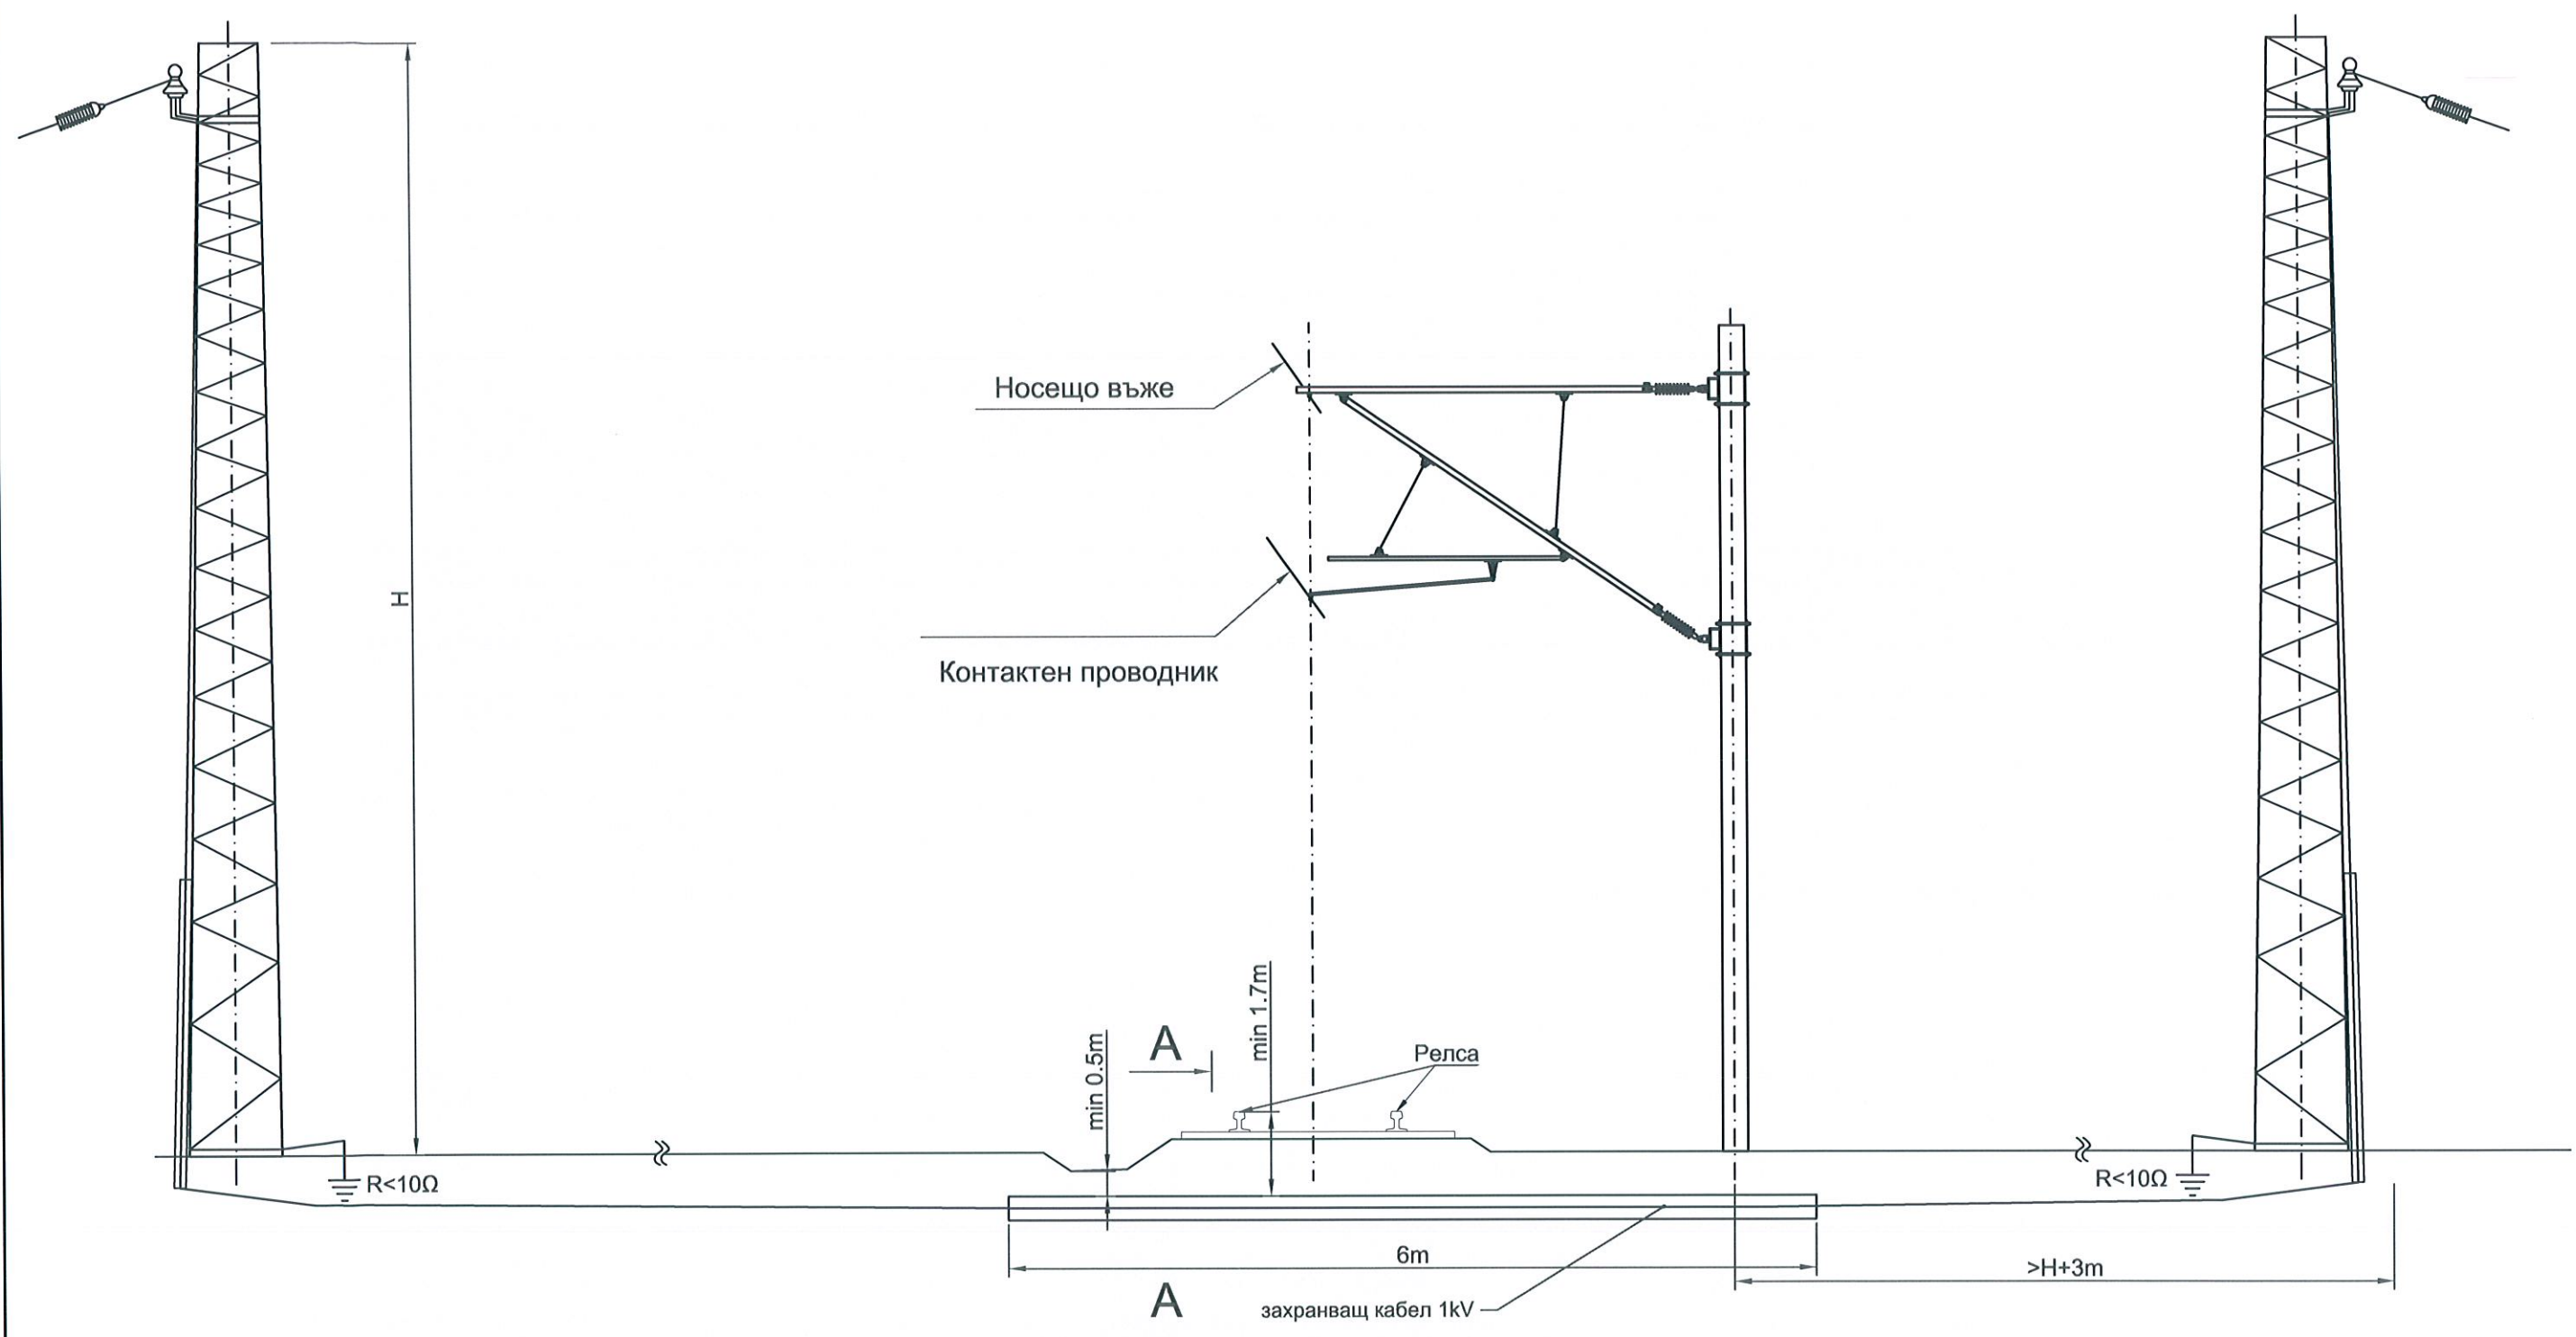 Носещо въже
H
Контактен проводник
min 1.7m
min 0.5m
A
Релса
R<10Ω
R<10Ω
6m
>H+3m
A
захранващ кабел 1kV